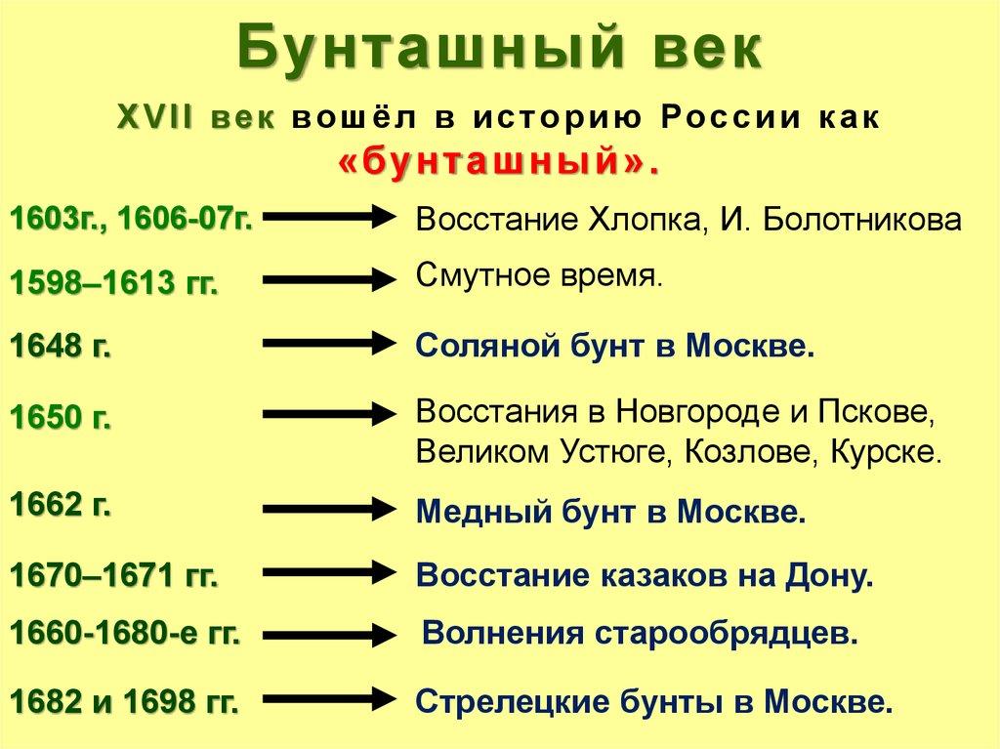 Бунташный век
XVII век вошёл в историю России как
«бунташный».
1603г., 1606-07г. Восстание Хлопка, И. Болотникова
1598–1613 гг. Смутное время.
1648 г. Соляной бунт в Москве.
1650 г. Восстания в Новгороде и Пскове,
Великом Устюге, Козлове, Курске.
1662 г. Медный бунт в Москве.
1670–1671 гг. Восстание казаков на Дону.
1660-1680-е гг. Волнения старообрядцев.
1682 и 1698 гг. Стрелецкие бунты в Москве.